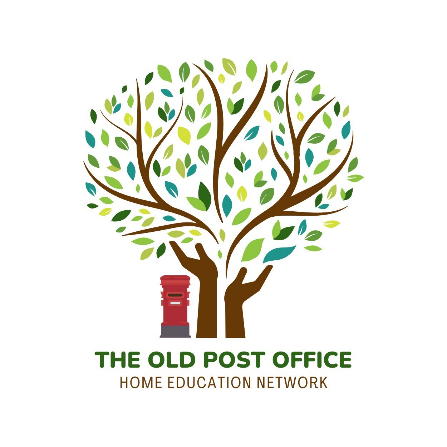 THE OLD POST OFFICE
HOME EDUCATION NETWORK